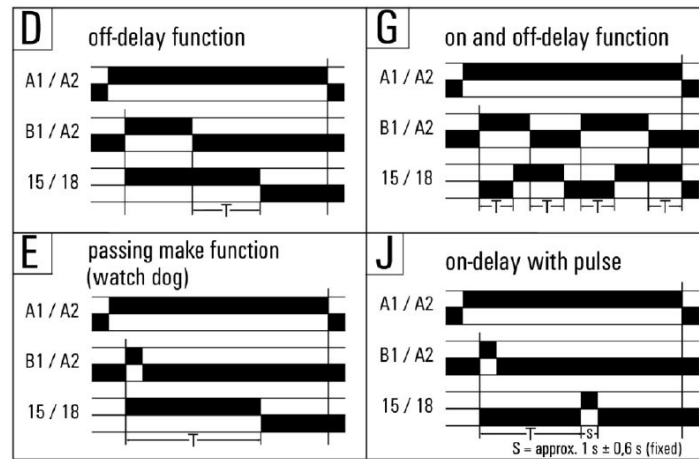 D
off-delay function
A1 / A2
B1 / A2
15 / 18
T
G
on and off-delay function
A1 / A2
B1 / A2
15 / 18
T T T T
E
passing make function
(watch dog)
A1 / A2
B1 / A2
15 / 18
T
J
on-delay with pulse
A1 / A2
B1 / A2
15 / 18
T S
S = approx. 1 s ± 0,6 s (fixed)